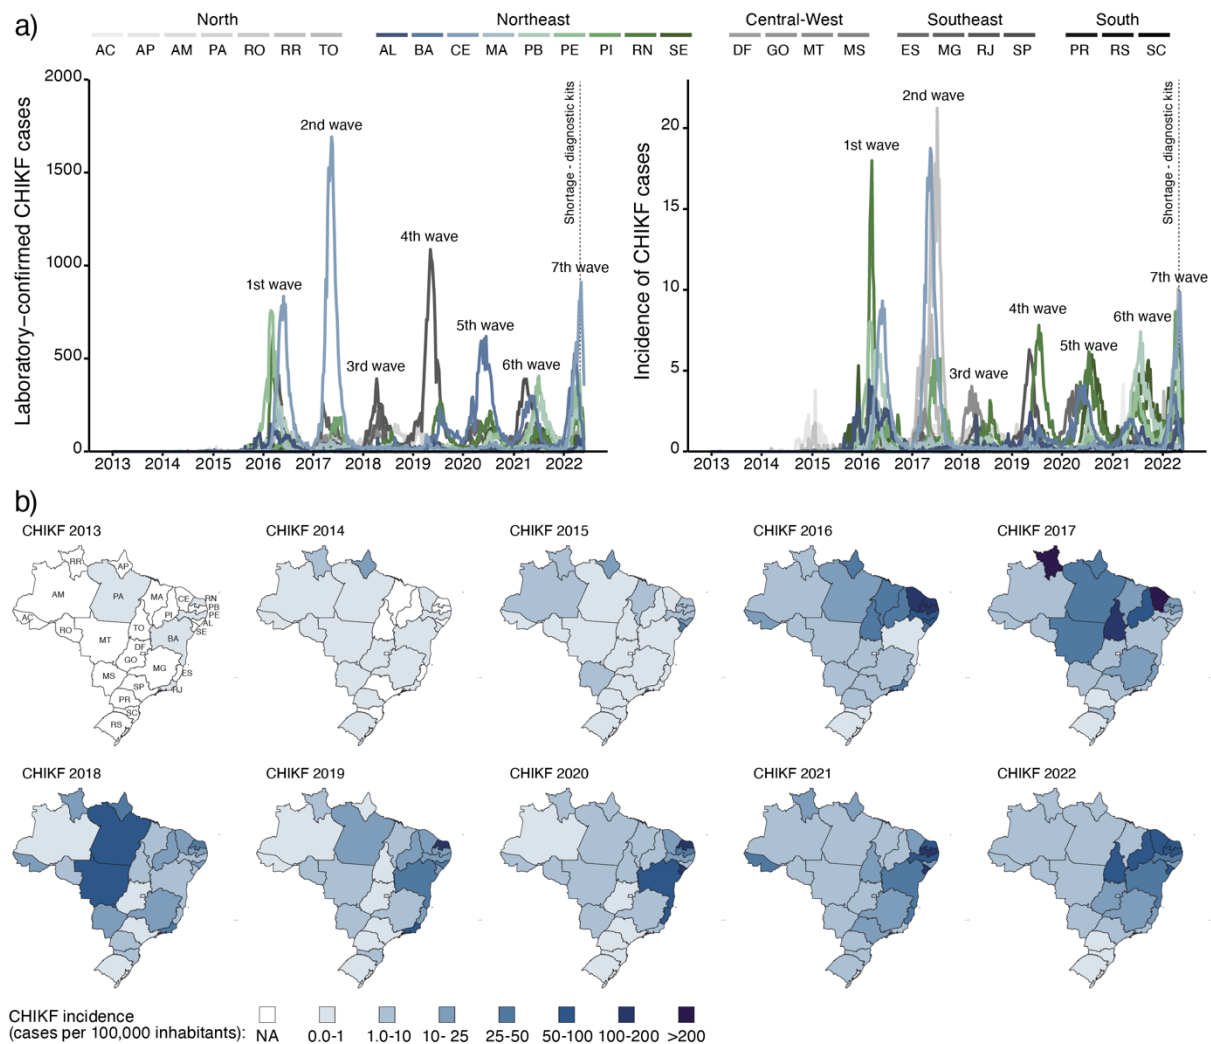 a)
North Northeast Central-West Southeast South
AC AP AM PA RO RR TO AL BA CE MA PB PE PI RN SE DF GO MT MS ES MG RJ SP PR RS SC
Laboratory-confirmed CHIKF cases
2000
1500
1000
500
0
2013 2014 2015 2016 2017 2018 2019 2020 2021 2022
1st wave
2nd wave
3rd wave
4th wave
5th wave
6th wave
7th wave
Shortage - diagnostic kits
Incidence of CHIKF cases
20
15
10
5
0
2013 2014 2015 2016 2017 2018 2019 2020 2021 2022
1st wave
2nd wave
3rd wave
4th wave
5th wave
6th wave
7th wave
Shortage - diagnostic kits
b)
CHIKF 2013 CHIKF 2014 CHIKF 2015 CHIKF 2016 CHIKF 2017
RR AP
AM PA MA CE RN
PB
PI PE
AC AL
RO TO SE
MT BA
DF
GO
MG
MS ES
SP RJ
PR
SC
RS
CHIKF 2018 CHIKF 2019 CHIKF 2020 CHIKF 2021 CHIKF 2022
CHIKF incidence
(cases per 100,000 inhabitants): NA 0.0-1 1.0-10 10- 25 25-50 50-100 100-200 >200